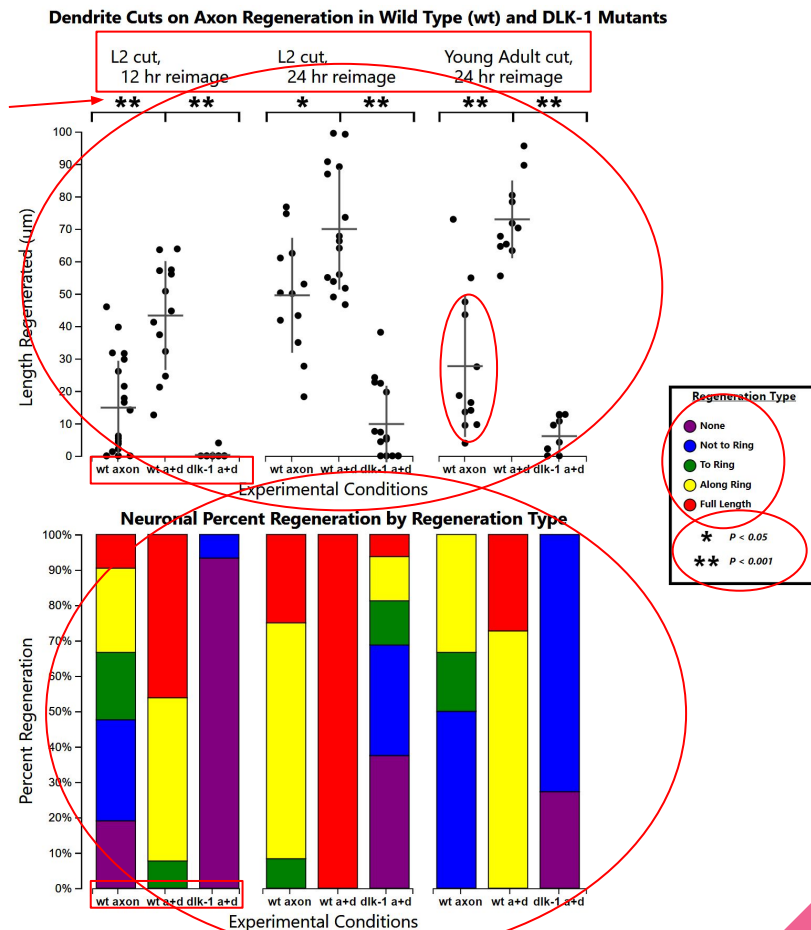 Dendrite Cuts on Axon Regeneration in Wild Type (wt) and DLK-1 Mutants
L2 cut,
12 hr reimage
L2 cut,
24 hr reimage
Young Adult cut,
24 hr reimage
** ** * ** ** **
Length Regenerated (um)
100
90
80
70
60
50
40
30
20
10
0
wt axon wt a+d dlk-1 a+d
wt axon wt a+d dlk-1 a+d
wt axon wt a+d dlk-1 a+d
Experimental Conditions
Regeneration Type
None
Not to Ring
To Ring
Along Ring
Full Length
* P < 0.05
** P < 0.001
Neuronal Percent Regeneration by Regeneration Type
Percent Regeneration
100%
90%
80%
70%
60%
50%
40%
30%
20%
10%
0%
wt axon wt a+d dlk-1 a+d
wt axon wt a+d dlk-1 a+d
wt axon wt a+d dlk-1 a+d
Experimental Conditions